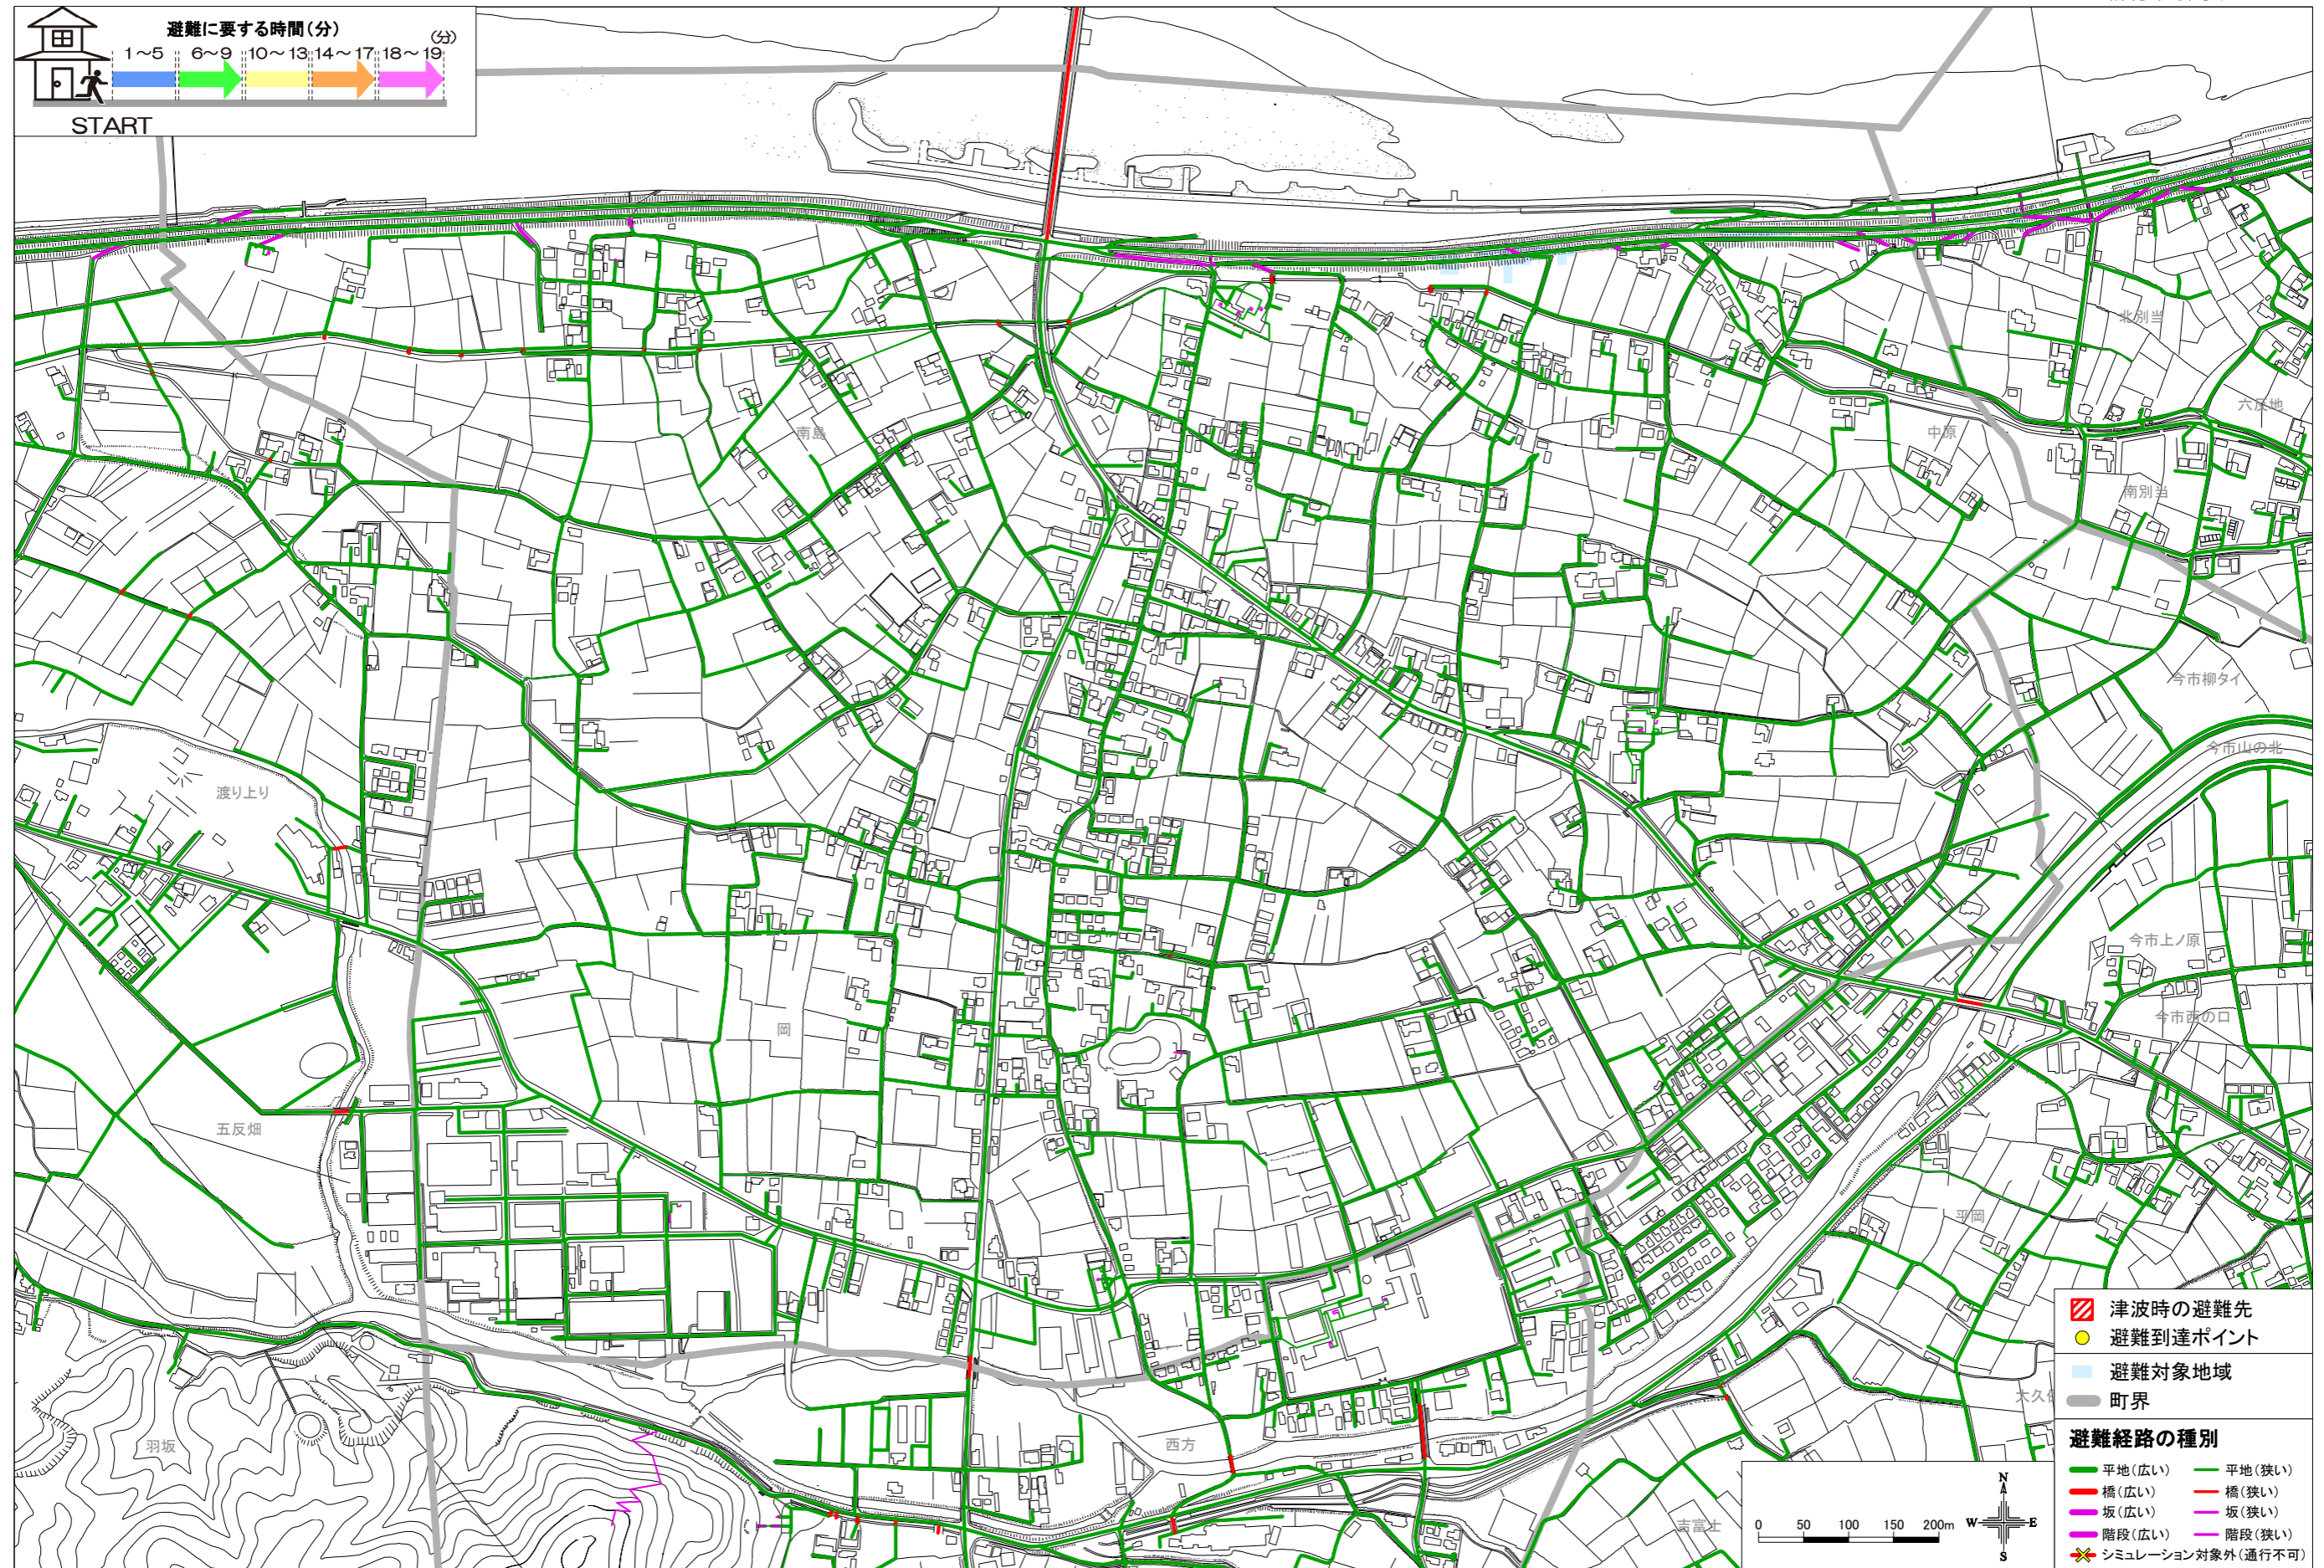 避難に要する時間(分)
(分)
1~5 6~9 10~13 14~17 18~19
START
北別当
六反地
南島
中原
南別当
今市柳タイ
今市山の北
渡り上り
今市上ノ原
今市西の口
岡
五反畑
平岡
大久保
羽坂
西方
吉富士
津波時の避難先
避難到達ポイント
避難対象地域
町界
避難経路の種別
平地(広い) 平地(狭い)
橋(広い) 橋(狭い)
坂(広い) 坂(狭い)
階段(広い) 階段(狭い)
シミュレーション対象外(通行不可)
0 50 100 150 200m
N
W E
S